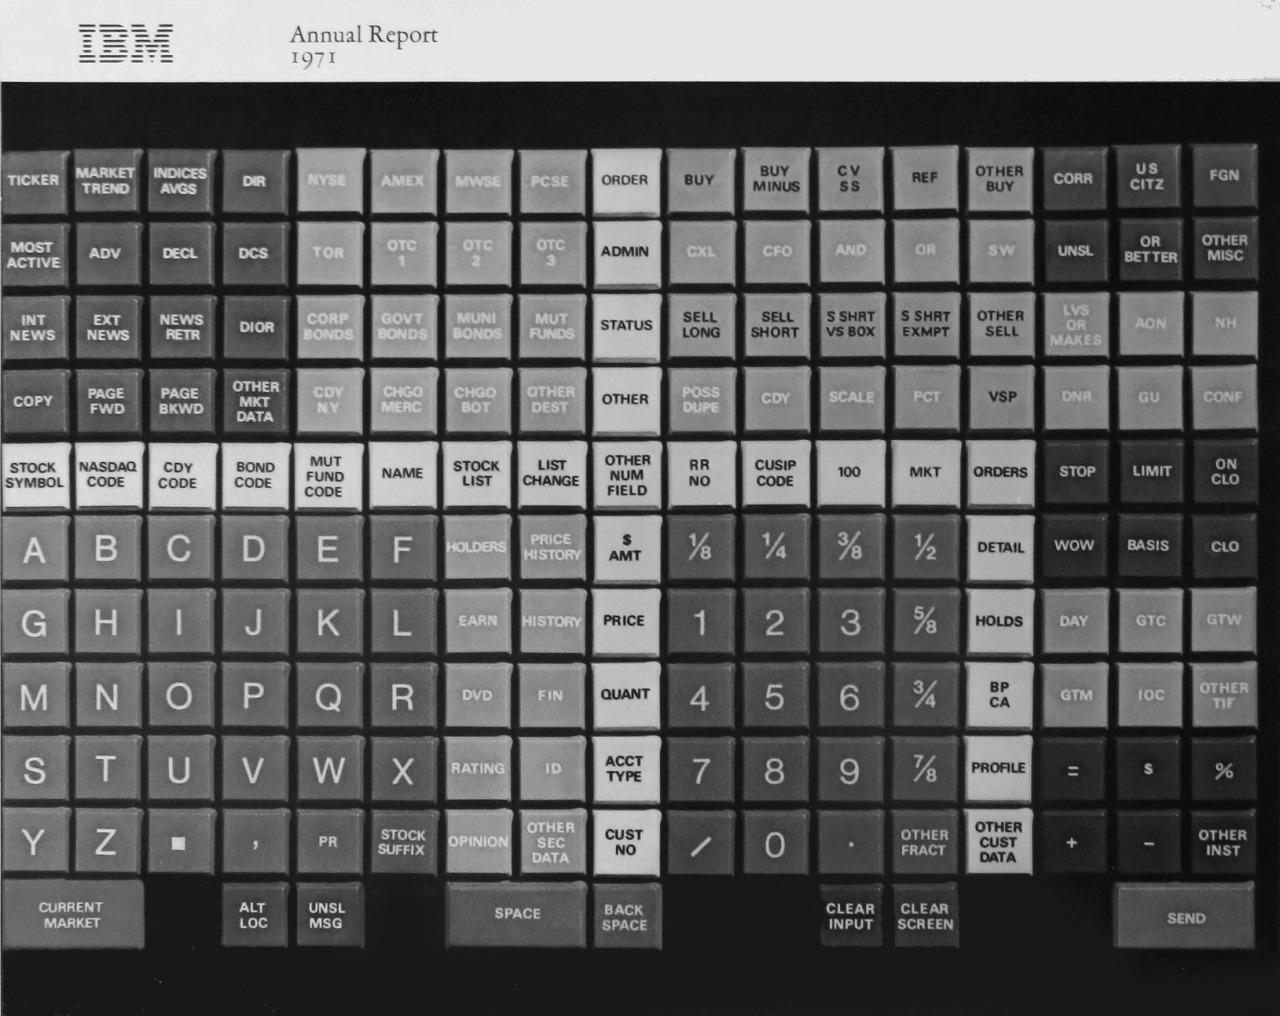 IBM
Annual Report
1971
TICKER
MARKET
TREND
INDICES
AVGS
DIR
NYSE
AMEX
MWSE
PCSE
ORDER
BUY
BUY
MINUS
CV
SS
REF
OTHER
BUY
CORR
US
CITZ
FGN
MOST
ACTIVE
ADV
DECL
DCS
TOR
OTC
1
OTC
2
OTC
3
ADMIN
CXL
CFO
AND
OR
SW
UNSL
OR
BETTER
OTHER
MISC
INT
NEWS
EXT
NEWS
NEWS
RETR
DIOR
CORP
BONDS
GOVT
BONDS
MUNI
BONDS
MUT
FUNDS
STATUS
SELL
LONG
SELL
SHORT
S SHRT
VS BOX
S SHRT
EXMPT
OTHER
SELL
LVS
OR
MAKES
AON
NH
COPY
PAGE
FWD
PAGE
BKWD
OTHER
MKT
DATA
CDY
NY
CHGO
MERC
CHGO
BOT
OTHER
DEST
OTHER
POSS
DUPE
CDY
SCALE
PCT
VSP
DNR
GU
CONF
STOCK
SYMBOL
NASDAQ
CODE
CDY
CODE
BOND
CODE
MUT
FUND
CODE
NAME
STOCK
LIST
LIST
CHANGE
OTHER
NUM
FIELD
RR
NO
CUSIP
CODE
100
MKT
ORDERS
STOP
LIMIT
ON
CLO
A
B
C
D
E
F
HOLDERS
PRICE
HISTORY
$
AMT
⅛
¼
⅜
½
DETAIL
WOW
BASIS
CLO
G
H
I
J
K
L
EARN
HISTORY
PRICE
1
2
3
⅝
HOLDS
DAY
GTC
GTW
M
N
O
P
Q
R
DVD
FIN
QUANT
4
5
6
¾
BP
CA
GTM
IOC
OTHER
TIF
S
T
U
V
W
X
RATING
ID
ACCT
TYPE
7
8
9
⅞
PROFILE
=
$
%
Y
Z
■
,
PR
STOCK
SUFFIX
OPINION
OTHER
SEC
DATA
CUST
NO
/
0
.
OTHER
FRACT
OTHER
CUST
DATA
+
−
OTHER
INST
CURRENT
MARKET
ALT
LOC
UNSL
MSG
SPACE
BACK
SPACE
CLEAR
INPUT
CLEAR
SCREEN
SEND